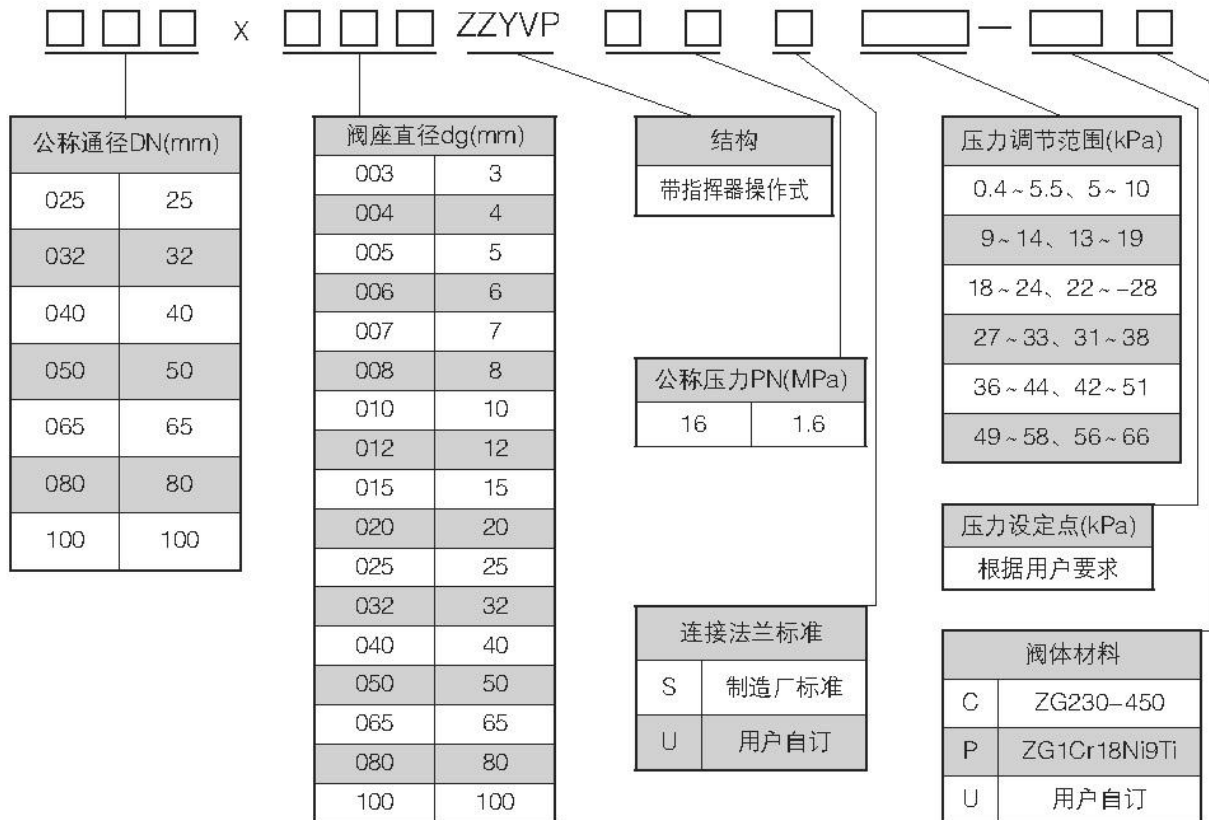 □□□ x □□□ ZZYVP □ □ □ □ — □ □
公称通径DN(mm)
025 25
032 32
040 40
050 50
065 65
080 80
100 100
阀座直径dg(mm)
003 3
004 4
005 5
006 6
007 7
008 8
010 10
012 12
015 15
020 20
025 25
032 32
040 40
050 50
065 65
080 80
100 100
结构
带指挥器操作式
公称压力PN(MPa)
16 1.6
连接法兰标准
S 制造厂标准
U 用户自订
压力调节范围(kPa)
0.4~5.5、5~10
9~14、13~19
18~24、22~-28
27~33、31~38
36~44、42~51
49~58、56~66
压力设定点(kPa)
根据用户要求
阀体材料
C ZG230-450
P ZG1Cr18Ni9Ti
U 用户自订